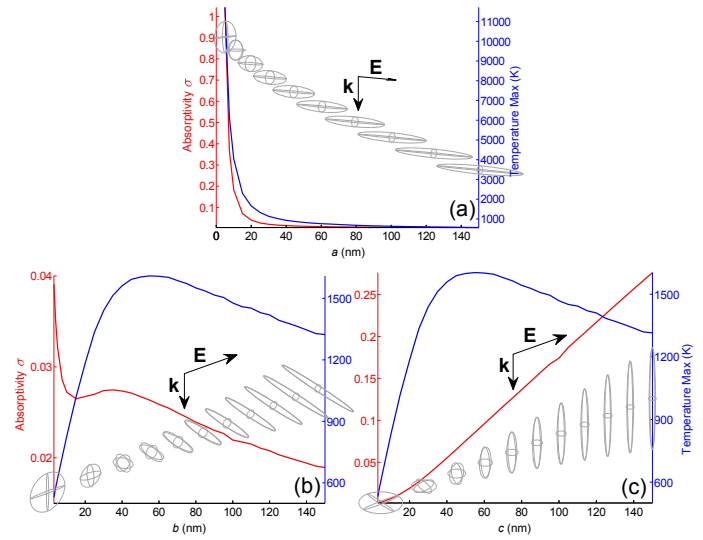 1
0.9
0.8
0.7
0.6
0.5
0.4
0.3
0.2
0.1
Absorptivity σ
11000
10000
9000
8000
7000
6000
5000
4000
3000
2000
1000
Temperature Max (K)
E
k
(a)
0 20 40 60 80 100 120 140
a (nm)
0.04
0.03
0.02
Absorptivity σ
1500
1200
900
600
E
k
(b)
0 20 40 60 80 100 120 140
b (nm)
0.25
0.2
0.15
0.1
0.05
1500
1200
900
600
Temperature Max (K)
E
k
(c)
0 20 40 60 80 100 120 140
c (nm)